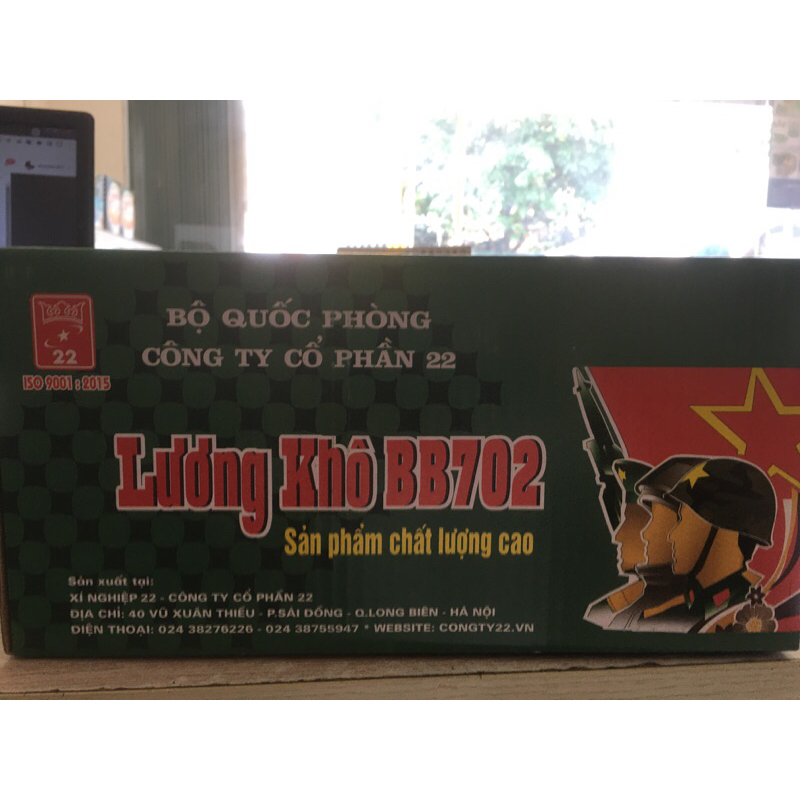 BỘ QUỐC PHÒNG
CÔNG TY CỔ PHẦN 22
22
ISO 9001 : 2015
Lương Khô BB702
Sản phẩm chất lượng cao
Sản xuất tại:
XÍ NGHIỆP 22 - CÔNG TY CỔ PHẦN 22
ĐỊA CHỈ: 40 VŨ XUÂN THIỀU - P.SÀI ĐỒNG - Q.LONG BIÊN - HÀ NỘI
ĐIỆN THOẠI: 024 38276226 - 024 38755947 * WEBSITE: CONGTY22.VN